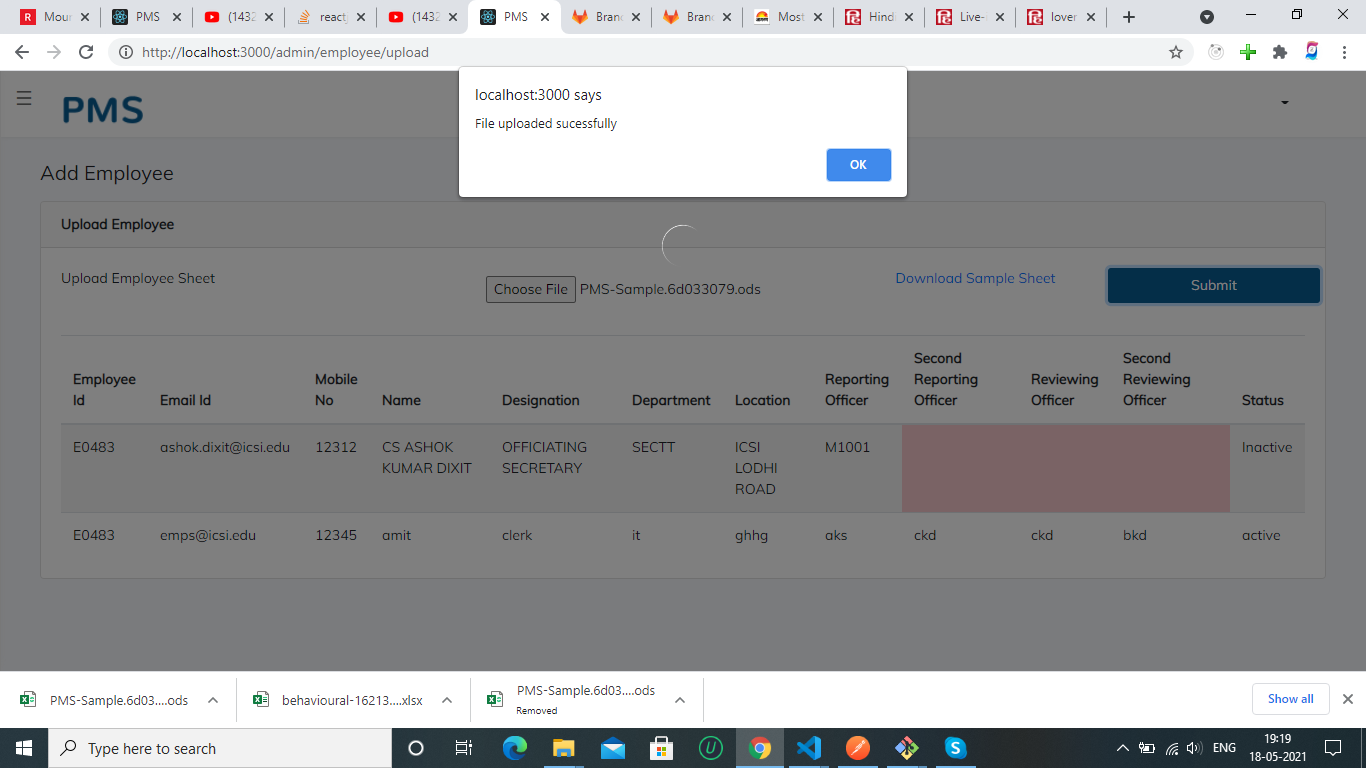 Mour
PMS
(1432
reactj
(1432
PMS
Branc
Branc
Most
Hindi
Live-
lover
http://localhost:3000/admin/employee/upload
localhost:3000 says
File uploaded sucessfully
OK
PMS
Add Employee
Upload Employee
Upload Employee Sheet
Choose File PMS-Sample.6d033079.ods
Download Sample Sheet
Submit
Employee Id
Email Id
Mobile No
Name
Designation
Department
Location
Reporting Officer
Second Reporting Officer
Reviewing Officer
Second Reviewing Officer
Status
E0483 ashok.dixit@icsi.edu 12312 CS ASHOK KUMAR DIXIT OFFICIATING SECRETARY SECTT ICSI LODHI ROAD M1001 Inactive
E0483 emps@icsi.edu 12345 amit clerk it ghhg aks ckd ckd bkd active
PMS-Sample.6d03....ods
behavioural-16213....xlsx
PMS-Sample.6d03....ods
Removed
Show all
Type here to search
ENG
19:19
18-05-2021